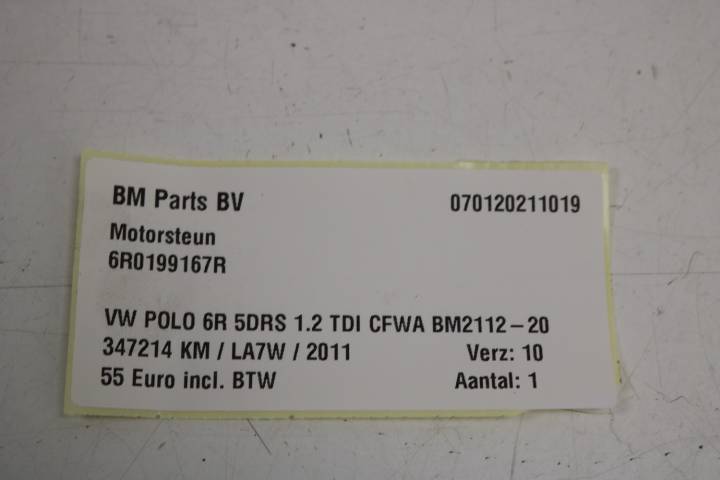 BM Parts BV 070120211019
Motorsteun
6R0199167R
VW POLO 6R 5DRS 1.2 TDI CFWA BM2112-20
347214 KM / LA7W / 2011 Verz: 10
55 Euro incl. BTW Aantal: 1